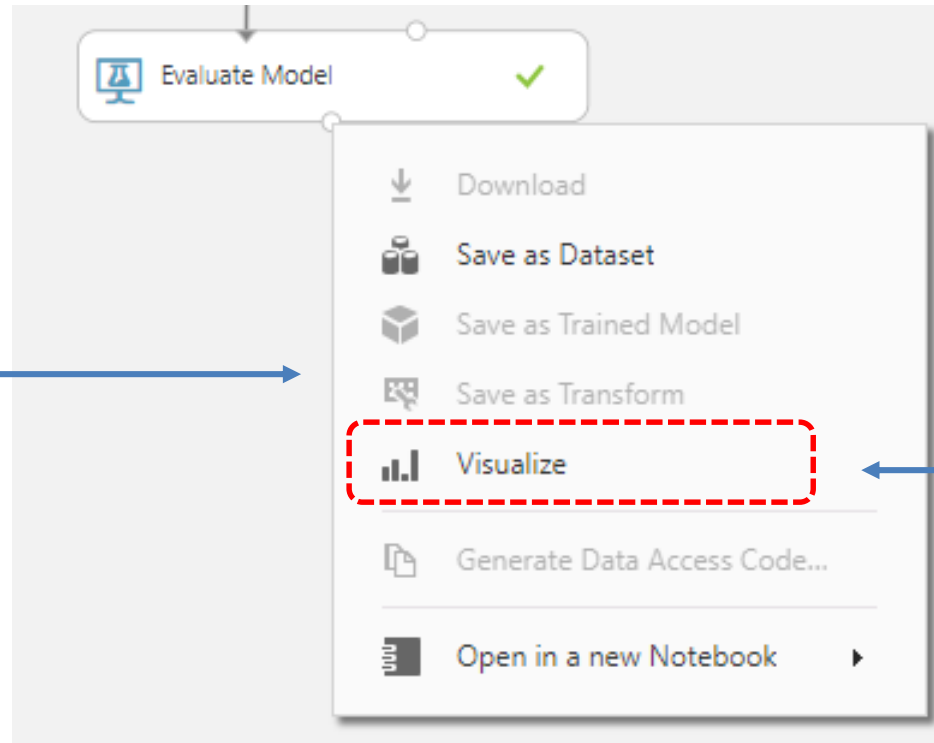 Evaluate Model
Download
Save as Dataset
Save as Trained Model
Save as Transform
Visualize
Generate Data Access Code...
Open in a new Notebook